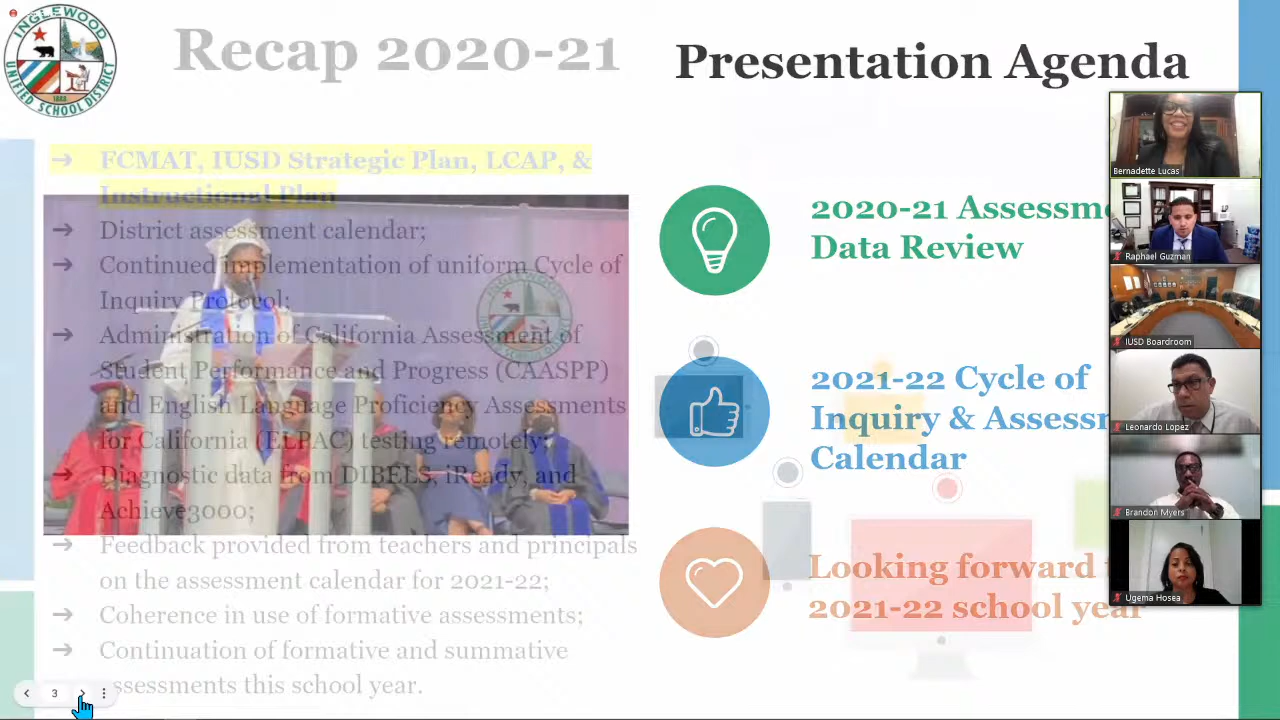 INGLEWOOD
UNIFIED SCHOOL DISTRICT
1888
Recap 2020-21
➔ FCMAT, IUSD Strategic Plan, LCAP, &
Instructional Plan
➔ District assessment calendar;
➔ Continued implementation of Uniform Cycle of
Inquiry Protocol;
➔ Administration of California Assessment of
Student Performance and Progress (CAASPP)
and English Language Proficiency Assessments
for California (ELPAC) testing remotely;
➔ Diagnostic data from DIBELS, iReady, and
Achieve3000;
➔ Feedback provided from teachers and principals
on the assessment calendar for 2021-22;
➔ Coherence in use of formative assessments;
➔ Continuation of formative and summative
assessments this school year.
3
Presentation Agenda
2020-21 Assessme
Data Review
2021-22 Cycle of
Inquiry & Assessm
Calendar
Looking forward t
2021-22 school year
Bernadette Lucas
Raphael Guzman
IUSD Boardroom
Leonardo Lopez
Brandon Myers
Ugema Hosea